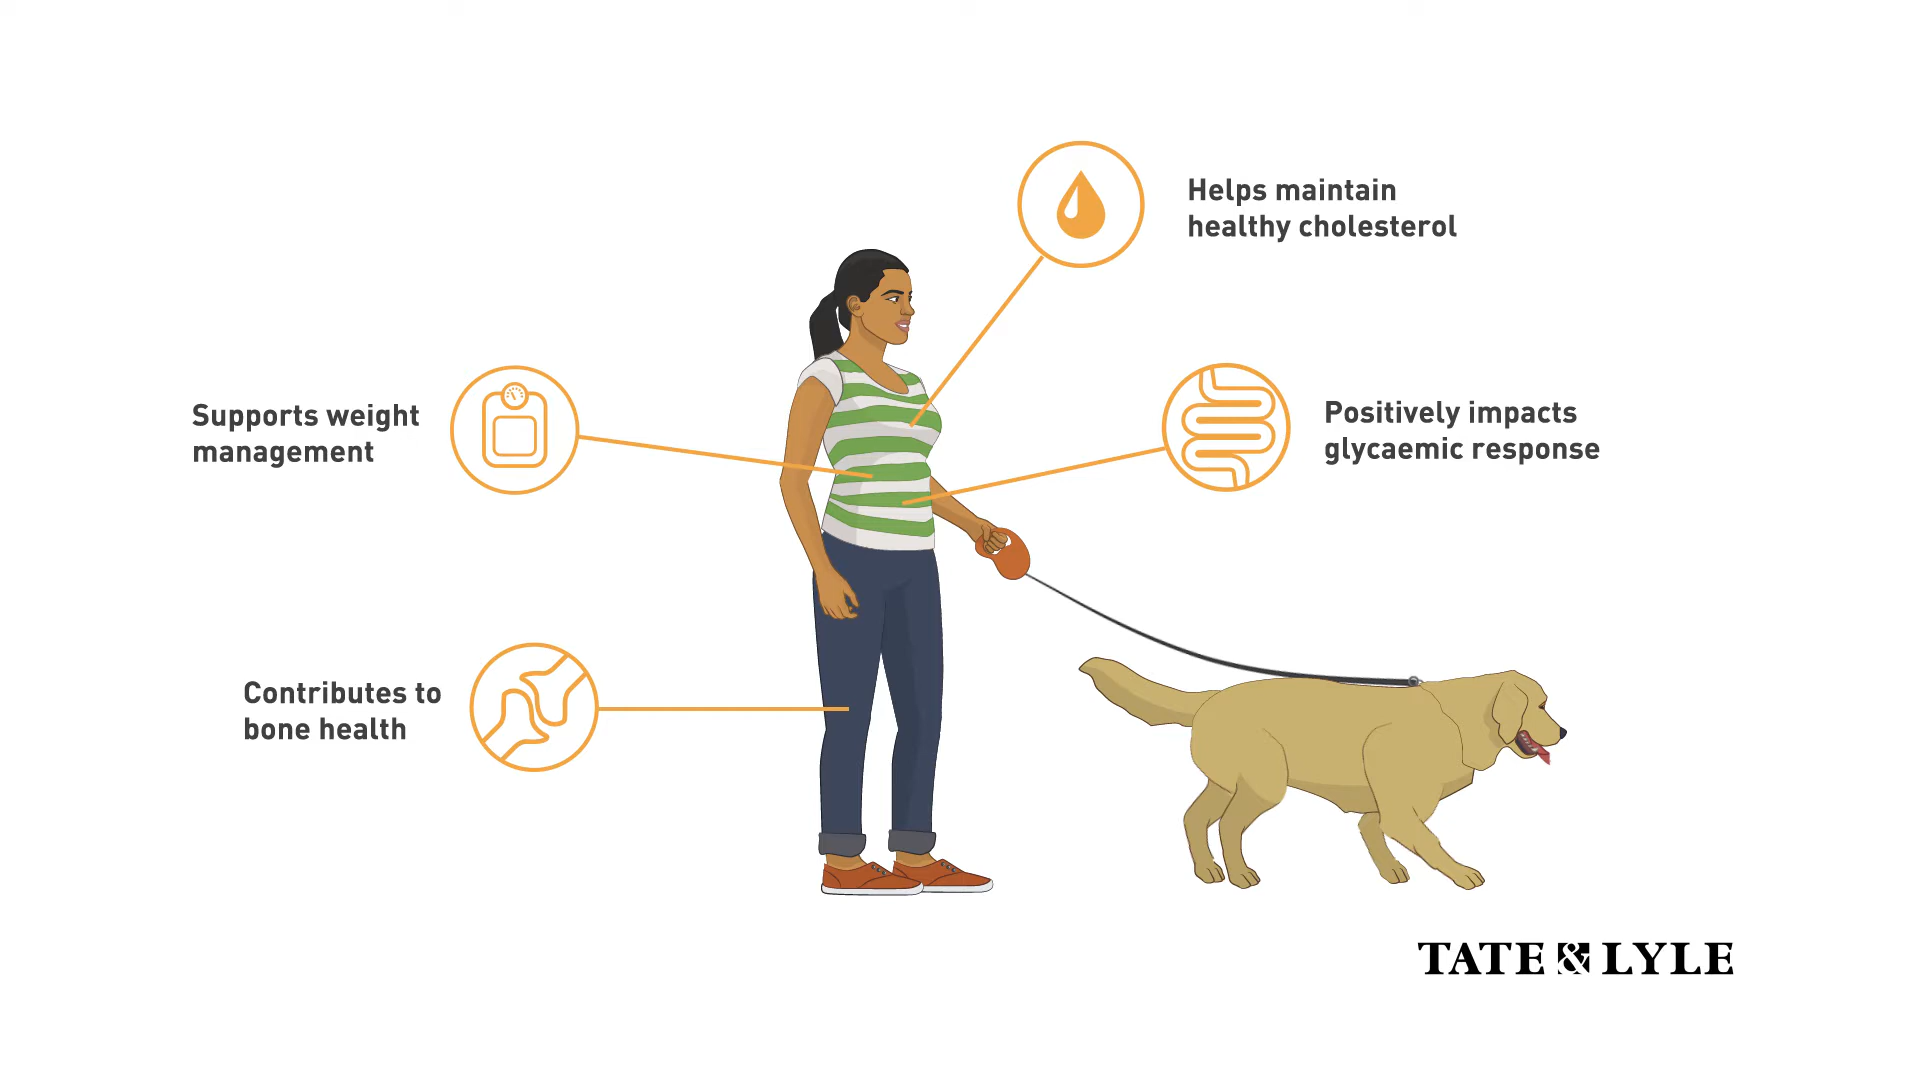 Helps maintain
healthy cholesterol
Supports weight
management
Positively impacts
glycaemic response
Contributes to
bone health
TATE & LYLE